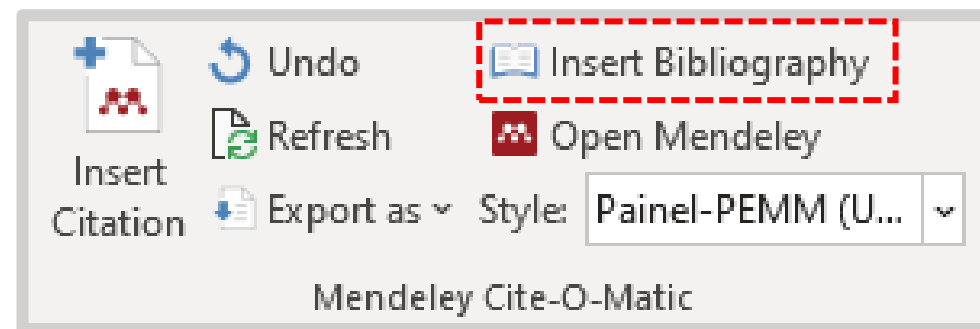 Insert
Citation
Undo
Refresh
Export as
Insert Bibliography
Open Mendeley
Style: Painel-PEMM (U...
Mendeley Cite-O-Matic